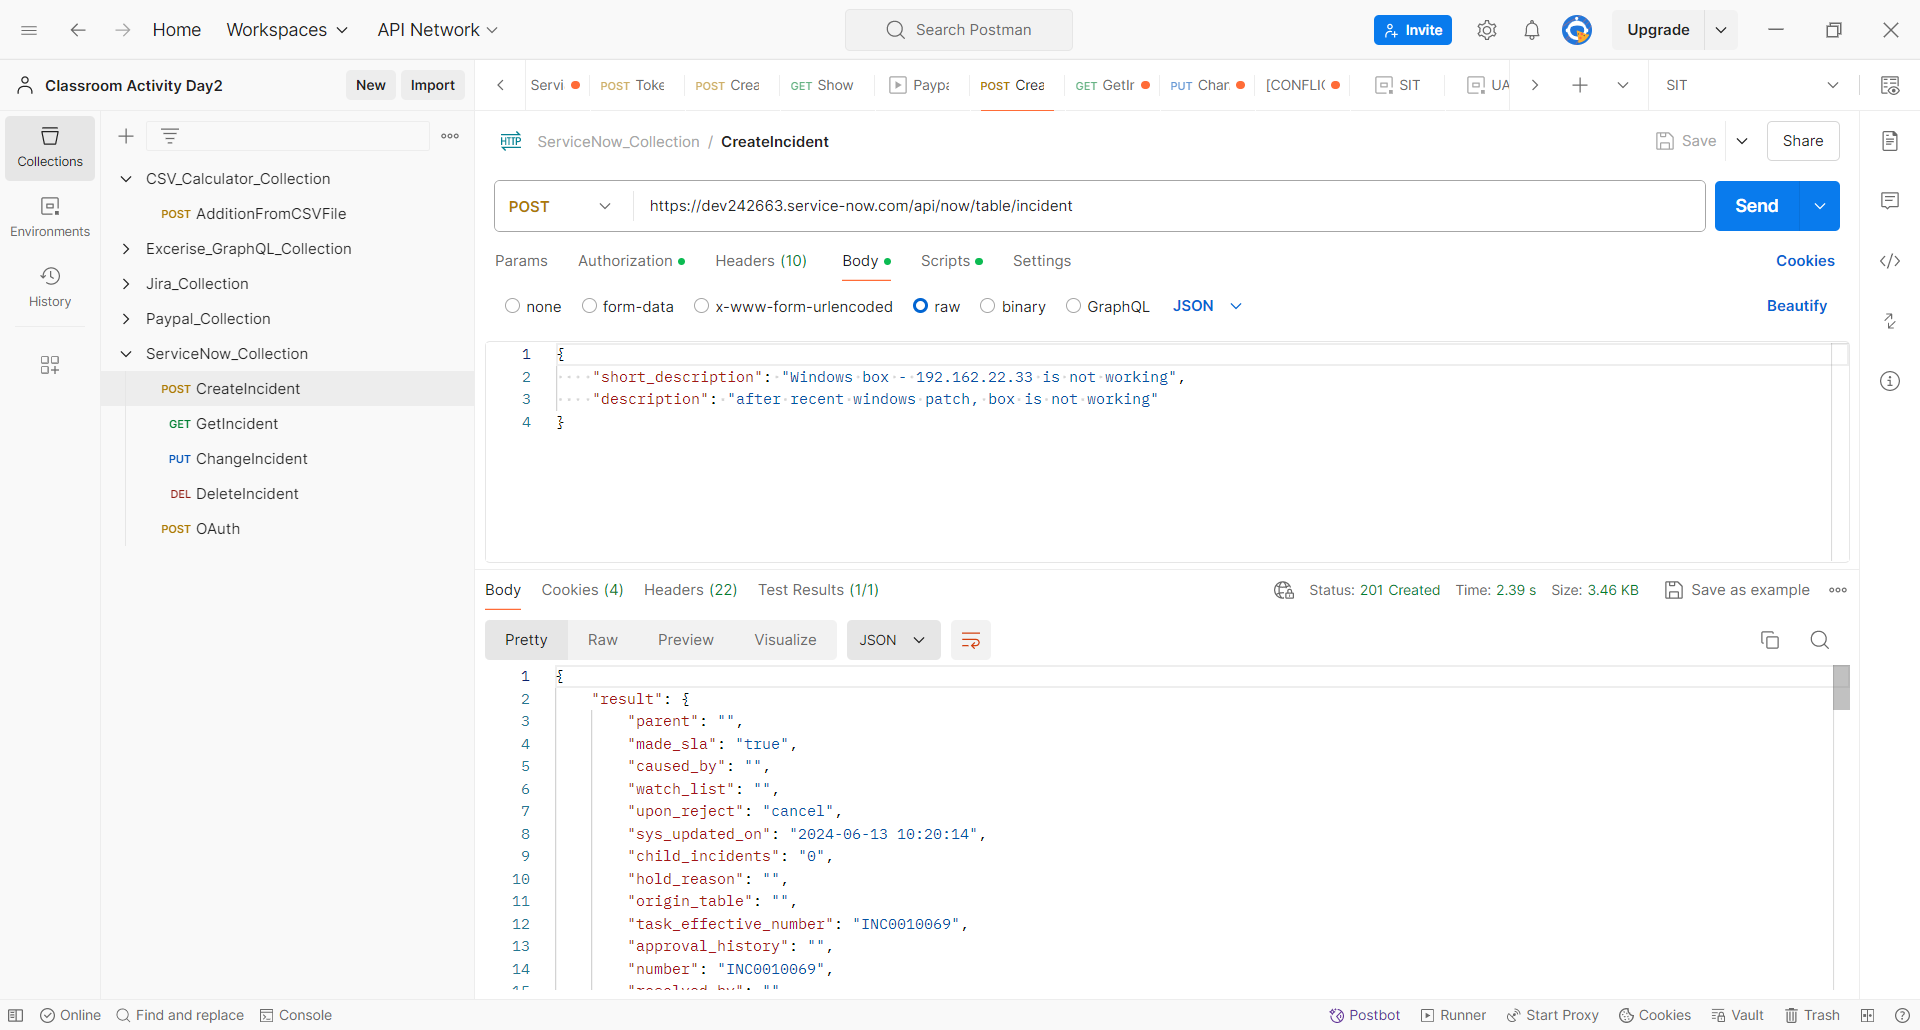 Home Workspaces API Network Search Postman Invite Upgrade
Classroom Activity Day2 New Import Servi POST Toke POST Crea GET Show Paypa POST Crea GET GetIr PUT Char [CONFLIC SIT UA SIT
Collections
Environments
History
CSV_Calculator_Collection
POST AdditionFromCSVFile
Excerise_GraphQL_Collection
Jira_Collection
Paypal_Collection
ServiceNow_Collection
POST CreateIncident
GET GetIncident
PUT ChangeIncident
DEL DeleteIncident
POST OAuth
HTTP ServiceNow_Collection / CreateIncident Save Share
POST https://dev242663.service-now.com/api/now/table/incident Send
Params Authorization Headers (10) Body Scripts Settings Cookies
none form-data x-www-form-urlencoded raw binary GraphQL JSON Beautify
1 {
2 "short_description": "Windows box - 192.162.22.33 is not working",
3 "description": "after recent windows patch, box is not working"
4 }
Body Cookies (4) Headers (22) Test Results (1/1) Status: 201 Created Time: 2.39 s Size: 3.46 KB Save as example
Pretty Raw Preview Visualize JSON
1 {
2 "result": {
3 "parent": "",
4 "made_sla": "true",
5 "caused_by": "",
6 "watch_list": "",
7 "upon_reject": "cancel",
8 "sys_updated_on": "2024-06-13 10:20:14",
9 "child_incidents": "0",
10 "hold_reason": "",
11 "origin_table": "",
12 "task_effective_number": "INC0010069",
13 "approval_history": "",
14 "number": "INC0010069",
Online Find and replace Console Postbot Runner Start Proxy Cookies Vault Trash